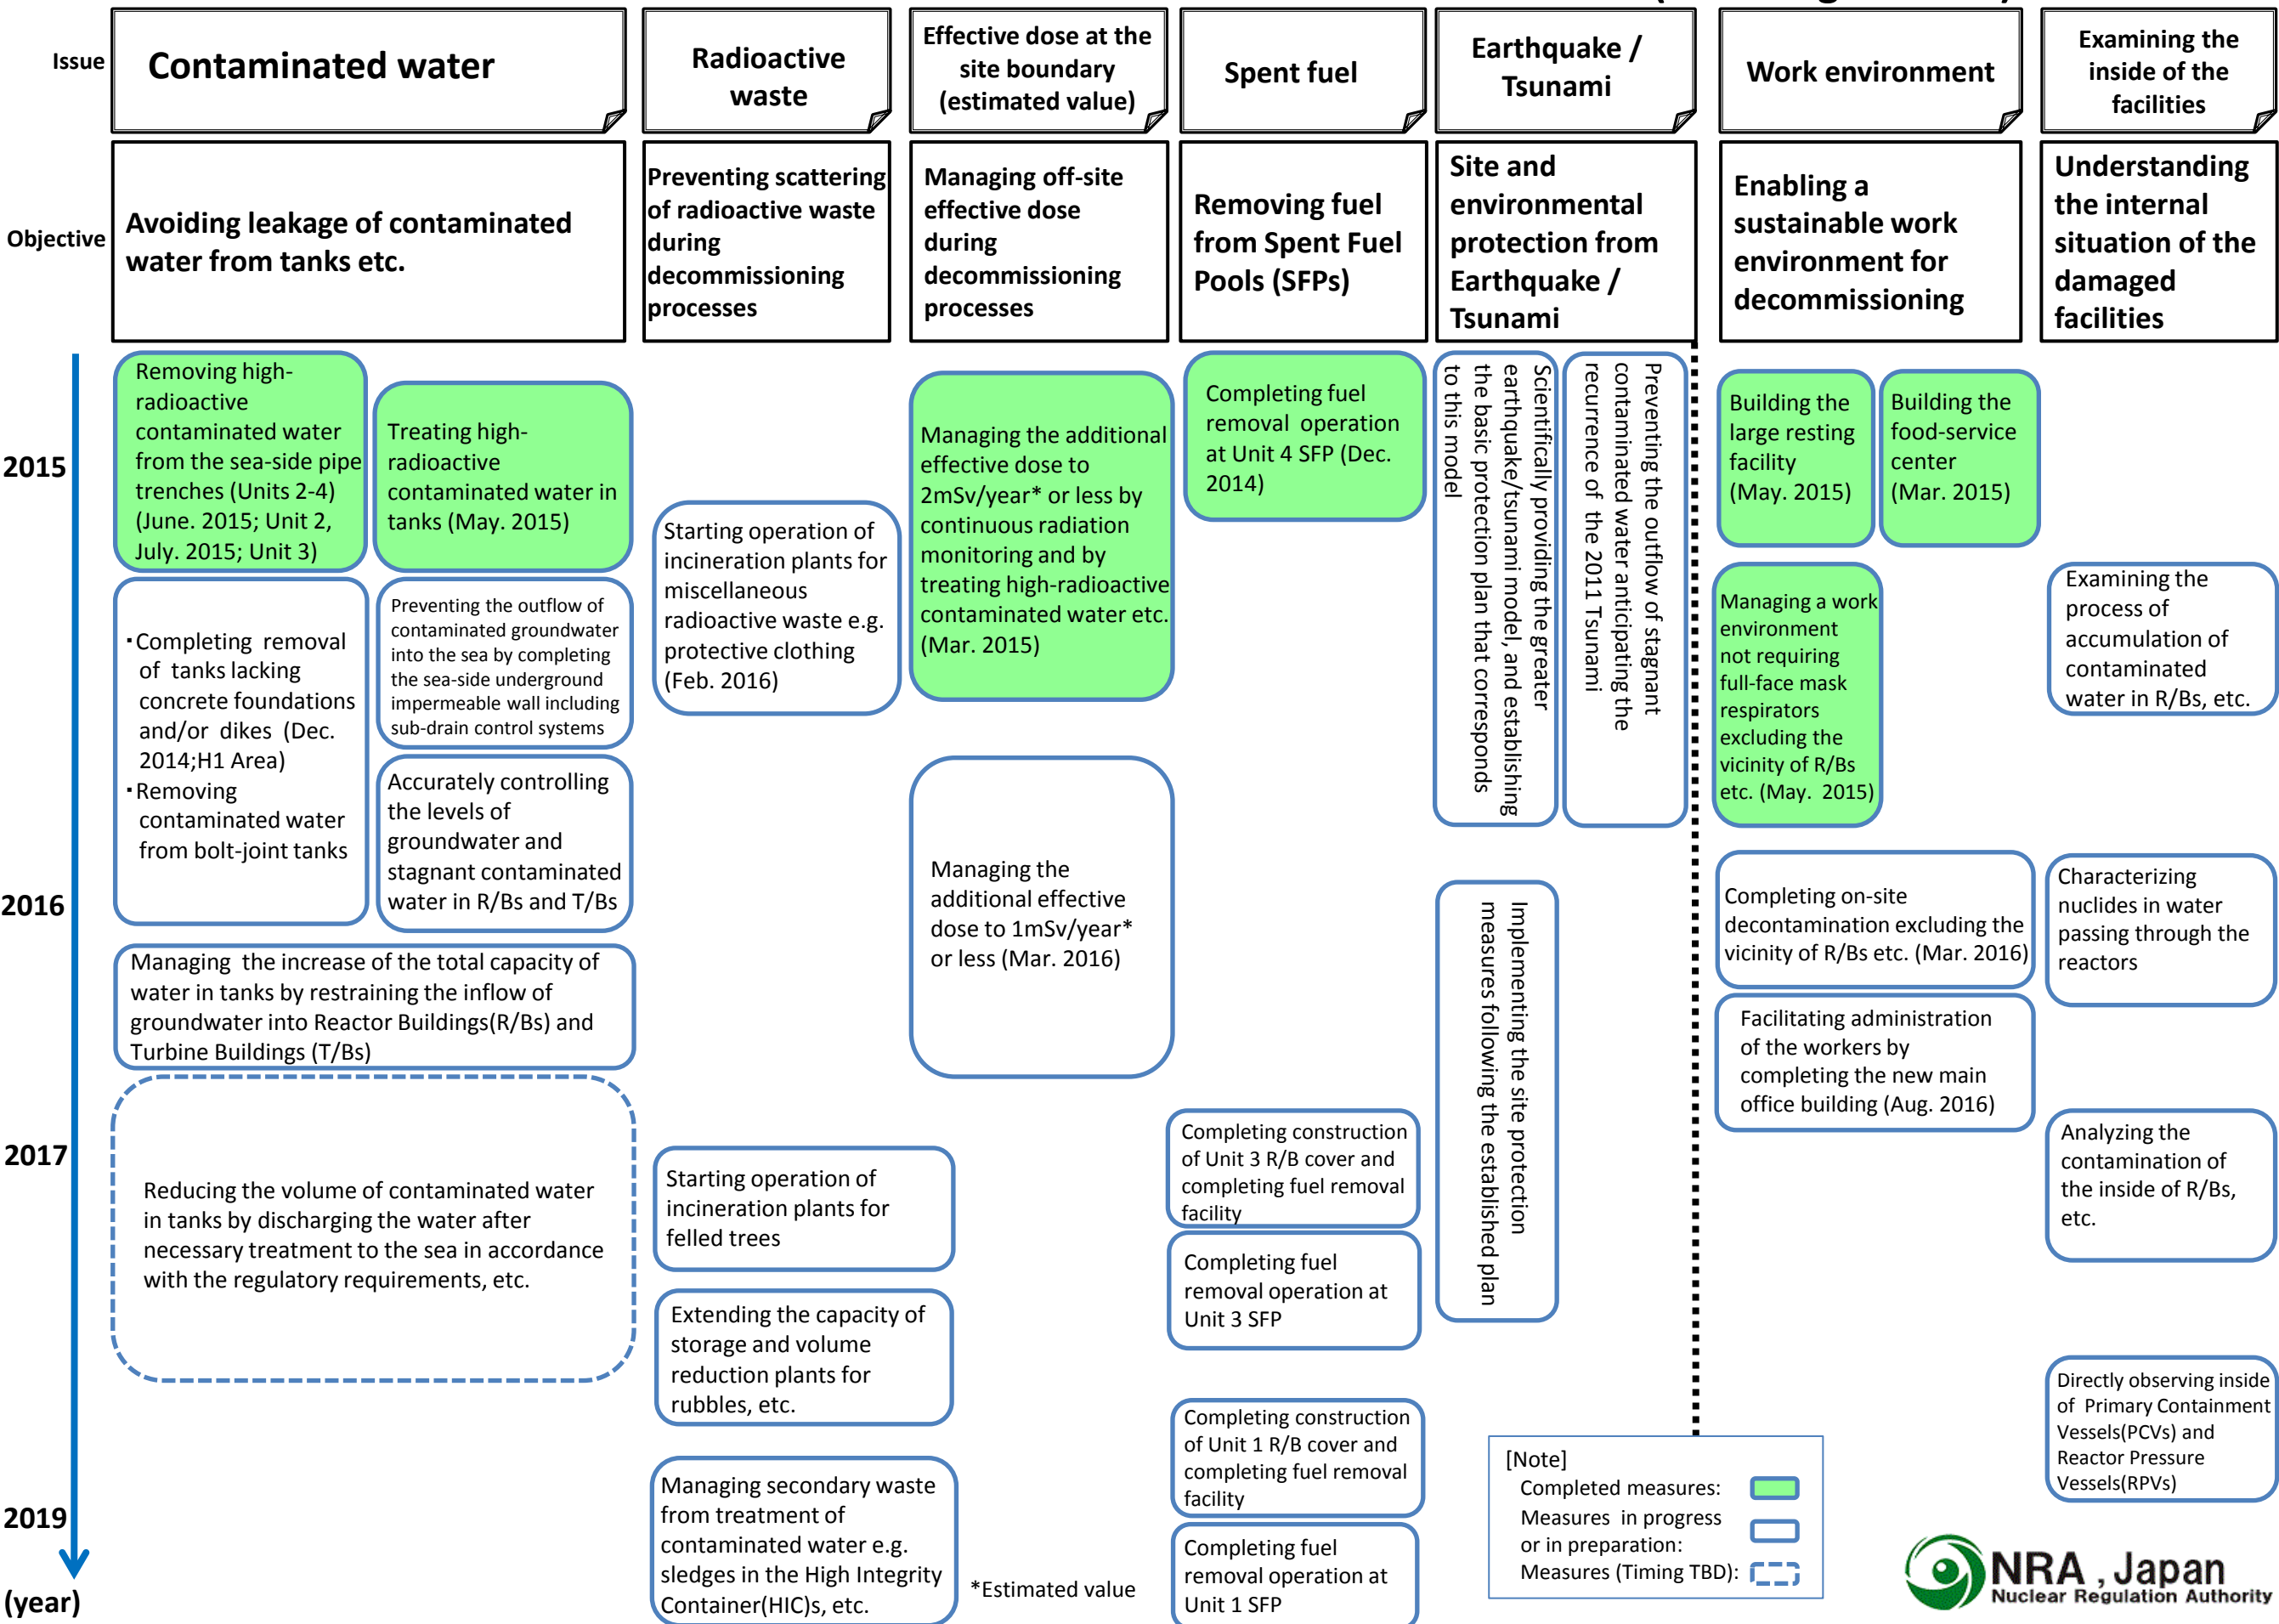 Issue
Contaminated water
Radioactive
waste
Effective dose at the
site boundary
(estimated value)
Spent fuel
Earthquake /
Tsunami
Work environment
Examining the
inside of the
facilities
Objective
Avoiding leakage of contaminated
water from tanks etc.
Preventing scattering
of radioactive waste
during
decommissioning
processes
Managing off-site
effective dose
during
decommissioning
processes
Removing fuel
from Spent Fuel
Pools (SFPs)
Site and
environmental
protection from
Earthquake /
Tsunami
Enabling a
sustainable work
environment for
decommissioning
Understanding
the internal
situation of the
damaged
facilities
2015
2016
2017
2019
(year)
Removing high-
radioactive
contaminated water
from the sea-side pipe
trenches (Units 2-4)
(June. 2015; Unit 2,
July. 2015; Unit 3)
Treating high-
radioactive
contaminated water in
tanks (May. 2015)
・Completing removal
of tanks lacking
concrete foundations
and/or dikes (Dec.
2014;H1 Area)
・Removing
contaminated water
from bolt-joint tanks
Preventing the outflow of
contaminated groundwater
into the sea by completing
the sea-side underground
impermeable wall including
sub-drain control systems
Accurately controlling
the levels of
groundwater and
stagnant contaminated
water in R/Bs and T/Bs
Managing the increase of the total capacity of
water in tanks by restraining the inflow of
groundwater into Reactor Buildings(R/Bs) and
Turbine Buildings (T/Bs)
Reducing the volume of contaminated water
in tanks by discharging the water after
necessary treatment to the sea in accordance
with the regulatory requirements, etc.
Starting operation of
incineration plants for
miscellaneous
radioactive waste e.g.
protective clothing
(Feb. 2016)
Starting operation of
incineration plants for
felled trees
Extending the capacity of
storage and volume
reduction plants for
rubbles, etc.
Managing secondary waste
from treatment of
contaminated water e.g.
sledges in the High Integrity
Container(HIC)s, etc.
Managing the additional
effective dose to
2mSv/year* or less by
continuous radiation
monitoring and by
treating high-radioactive
contaminated water etc.
(Mar. 2015)
Managing the
additional effective
dose to 1mSv/year*
or less (Mar. 2016)
*Estimated value
Completing fuel
removal operation
at Unit 4 SFP (Dec.
2014)
Completing construction
of Unit 3 R/B cover and
completing fuel removal
facility
Completing fuel
removal operation at
Unit 3 SFP
Completing construction
of Unit 1 R/B cover and
completing fuel removal
facility
Completing fuel
removal operation at
Unit 1 SFP
Scientifically providing the greater
earthquake/tsunami model, and establishing
the basic protection plan that corresponds
to this model
Preventing the outflow of stagnant
contaminated water anticipating the
recurrence of the 2011 Tsunami
Implementing the site protection
measures following the established plan
Building the
large resting
facility
(May. 2015)
Building the
food-service
center
(Mar. 2015)
Managing a work
environment
not requiring
full-face mask
respirators
excluding the
vicinity of R/Bs
etc. (May. 2015)
Completing on-site
decontamination excluding the
vicinity of R/Bs etc. (Mar. 2016)
Facilitating administration
of the workers by
completing the new main
office building (Aug. 2016)
Examining the
process of
accumulation of
contaminated
water in R/Bs, etc.
Characterizing
nuclides in water
passing through the
reactors
Analyzing the
contamination of
the inside of R/Bs,
etc.
Directly observing inside
of Primary Containment
Vessels(PCVs) and
Reactor Pressure
Vessels(RPVs)
[Note]
Completed measures:
Measures in progress
or in preparation:
Measures (Timing TBD):
NRA , Japan
Nuclear Regulation Authority